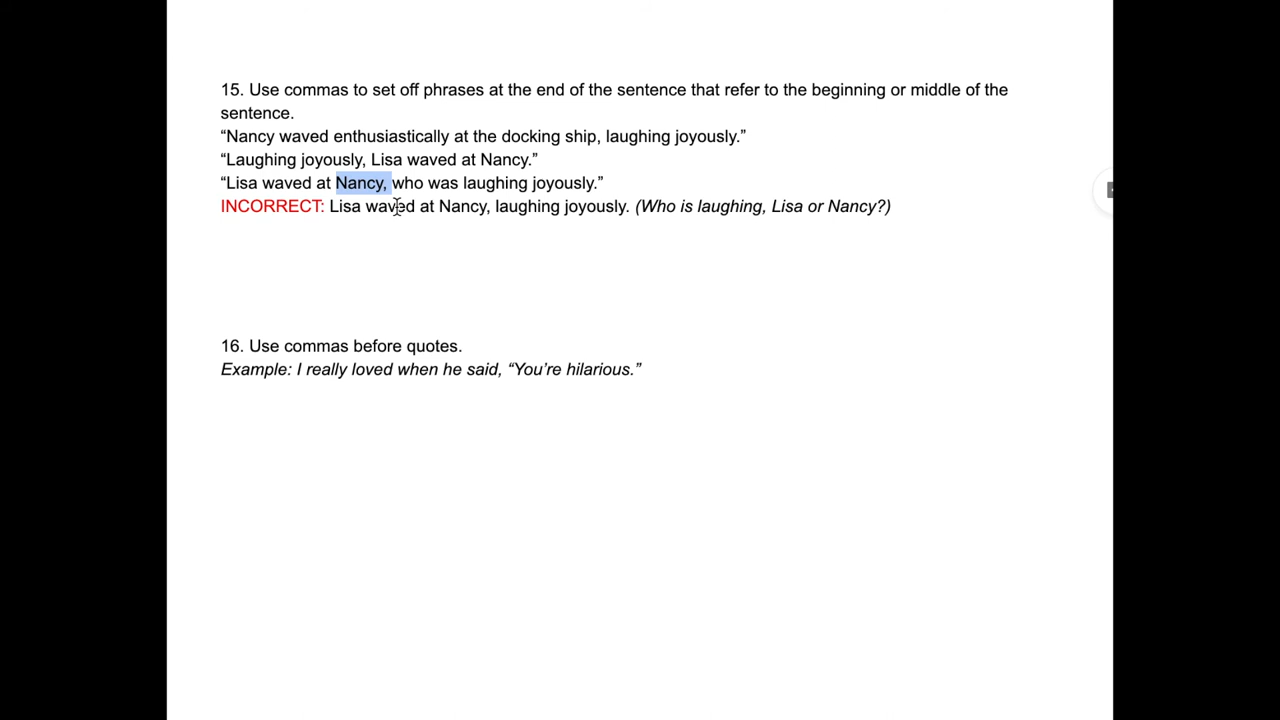 15. Use commas to set off phrases at the end of the sentence that refer to the beginning or middle of the
sentence.
“Nancy waved enthusiastically at the docking ship, laughing joyously.”
“Laughing joyously, Lisa waved at Nancy.”
“Lisa waved at Nancy, who was laughing joyously.”
INCORRECT: Lisa waved at Nancy, laughing joyously. (Who is laughing, Lisa or Nancy?)
16. Use commas before quotes.
Example: I really loved when he said, “You’re hilarious.”